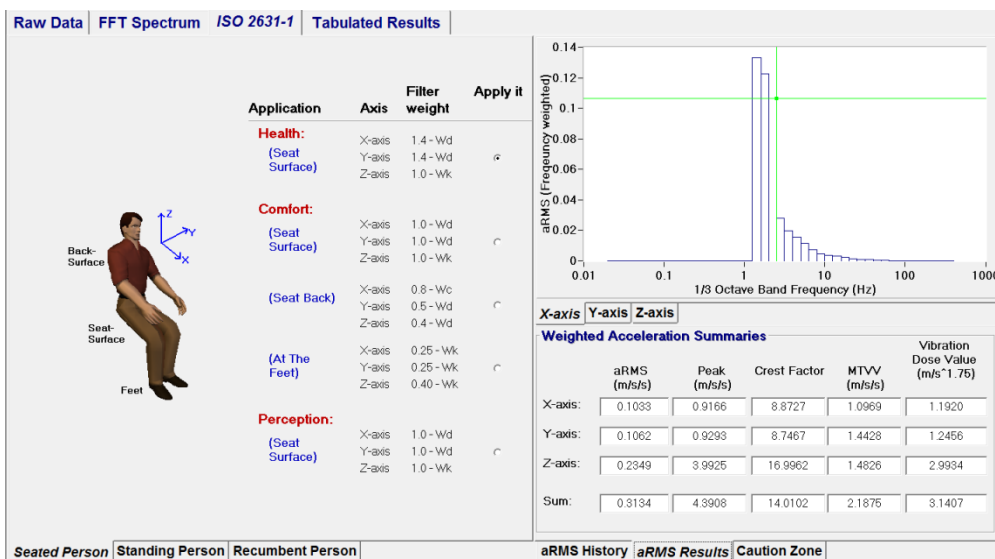 Raw Data FFT Spectrum ISO 2631-1 Tabulated Results
Application Axis Filter weight Apply it
Health:
(Seat Surface)
X-axis 1.4 - Wd
Y-axis 1.4 - Wd
Z-axis 1.0 - Wk
Comfort:
(Seat Surface)
X-axis 1.0 - Wd
Y-axis 1.0 - Wd
Z-axis 1.0 - Wk
(Seat Back)
X-axis 0.8 - Wc
Y-axis 0.5 - Wd
Z-axis 0.4 - Wd
(At The Feet)
X-axis 0.25 - Wk
Y-axis 0.25 - Wk
Z-axis 0.40 - Wk
Perception:
(Seat Surface)
X-axis 1.0 - Wd
Y-axis 1.0 - Wd
Z-axis 1.0 - Wk
Z
Y
X
Back-
Surface
Seat-
Surface
Feet
Seated Person Standing Person Recumbent Person
aRMS (Freqeuncy weighted)
0.14
0.12
0.1
0.08
0.06
0.04
0.02
0
0.01 0.1 1 10 100 1000
1/3 Octave Band Frequency (Hz)
X-axis Y-axis Z-axis
Weighted Acceleration Summaries
aRMS (m/s/s) Peak (m/s/s) Crest Factor MTVV (m/s/s) Vibration Dose Value (m/s^1.75)
X-axis: 0.1033 0.9166 8.8727 1.0969 1.1920
Y-axis: 0.1062 0.9293 8.7467 1.4428 1.2456
Z-axis: 0.2349 3.9925 16.9962 1.4826 2.9934
Sum: 0.3134 4.3908 14.0102 2.1875 3.1407
aRMS History aRMS Results Caution Zone